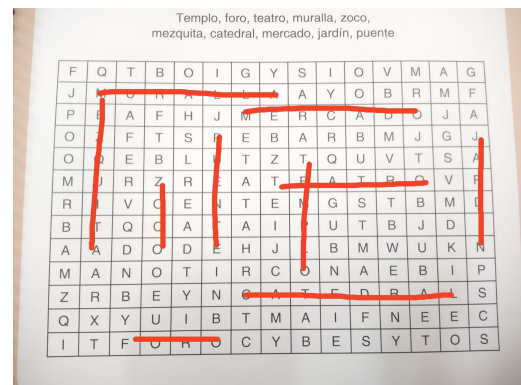 Templo, foro, teatro, muralla, zoco,
mezquita, catedral, mercado, jardín, puente
F Q T B O I G Y S I O V M A G
J M U R A L L A A Y O B R M F
P E A F H J M E R C A D O J A
O Z F T S P E B A R B M J G J
O Q E B L U T Z T Q U V T S A
M U R Z R E A T E A T R O V R
R I V O E N T E M G S T B M D
B T Q C A T A I P U T B J D
A A D O D E H J L B M W U K N
M A N O T I R C O N A E B I P
Z R B E Y N C A T E D R A L S
Q X Y U I B T M A I F N E E C
I T F O R O C Y B E S Y T O S